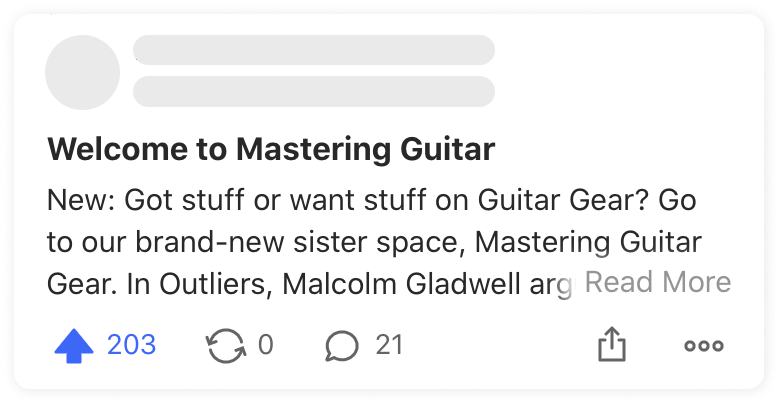 Welcome to Mastering Guitar
New: Got stuff or want stuff on Guitar Gear? Go
to our brand-new sister space, Mastering Guitar
Gear. In Outliers, Malcolm Gladwell arg Read More
203 0 21